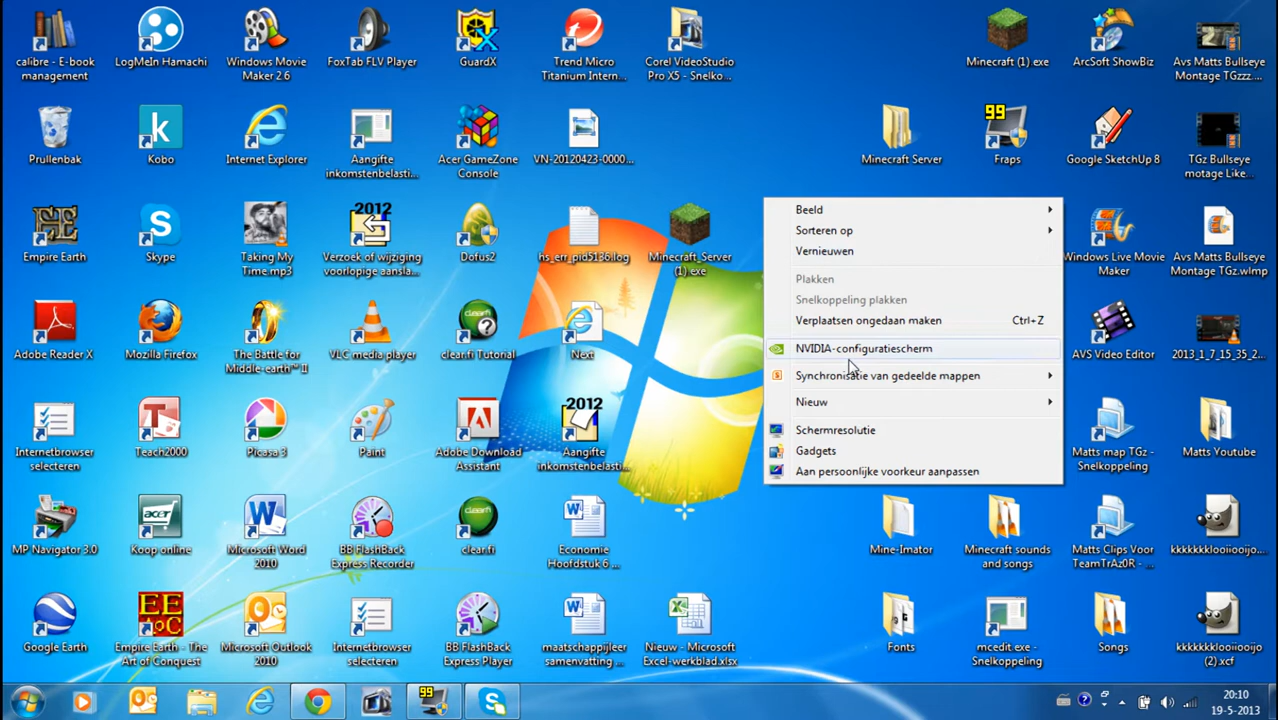 calibre - E-book
management
LogMeIn Hamachi
Windows Movie
Maker 2.6
FoxTab FLV Player
GuardX
Trend Micro
Titanium Intern...
Corel VideoStudio
Pro X5 - Snelko...
Minecraft (1) exe
ArcSoft ShowBiz
Avs Matts Bullseye
Montage TGzzz....
Prullenbak
Kobo
Internet Explorer
Aangifte
inkomstenbelasti...
Acer GameZone
Console
VN-20120423-0000...
Minecraft Server
99
Fraps
Google SketchUp 8
TGz Bullseye
motage Like...
Empire Earth
Skype
Taking My
Time.mp3
2012
Verzoek of wijziging
voorlopige aansla...
Dofus2
hs_err_pid5136.log
Minecraft_Server
(1).exe
Windows Live Movie
Maker
Avs Matts Bullseye
Montage TGz.wlmp
Adobe Reader X
Mozilla Firefox
The Battle for
Middle-earth™ II
VLC media player
clear.fi
clear.fi Tutorial
Next
AVS Video Editor
2013_1_7_15_35_2...
Internetbrowser
selecteren
Teach2000
Picasa 3
Paint
Adobe Download
Assistant
2012
Aangifte
inkomstenbelasti...
Matts map TGz -
Snelkoppeling
Matts Youtube
MP Navigator 3.0
acer
Koop online
Microsoft Word
2010
BB FlashBack
Express Recorder
clear.fi
Economie
Hoofdstuk 6 ...
Mine-Imator
Minecraft sounds
and songs
Matts Clips Voor
TeamTrAz0R - ...
kkkkkkklooiiooijo...
Google Earth
EE
AoC
Empire Earth - The
Art of Conquest
Microsoft Outlook
2010
Internetbrowser
selecteren
BB FlashBack
Express Player
maatschappijleer
samenvatting ...
Nieuw - Microsoft
Excel-werkblad.xlsx
Fonts
mcedit.exe -
Snelkoppeling
Songs
kkkkkkklooiiooijo
(2).xcf
Beeld
Sorteren op
Vernieuwen
Plakken
Snelkoppeling plakken
Verplaatsen ongedaan maken Ctrl+Z
NVIDIA-configuratiescherm
Synchronisatie van gedeelde mappen
Nieuw
Schermresolutie
Gadgets
Aan persoonlijke voorkeur aanpassen
99
20:10
19-5-2013